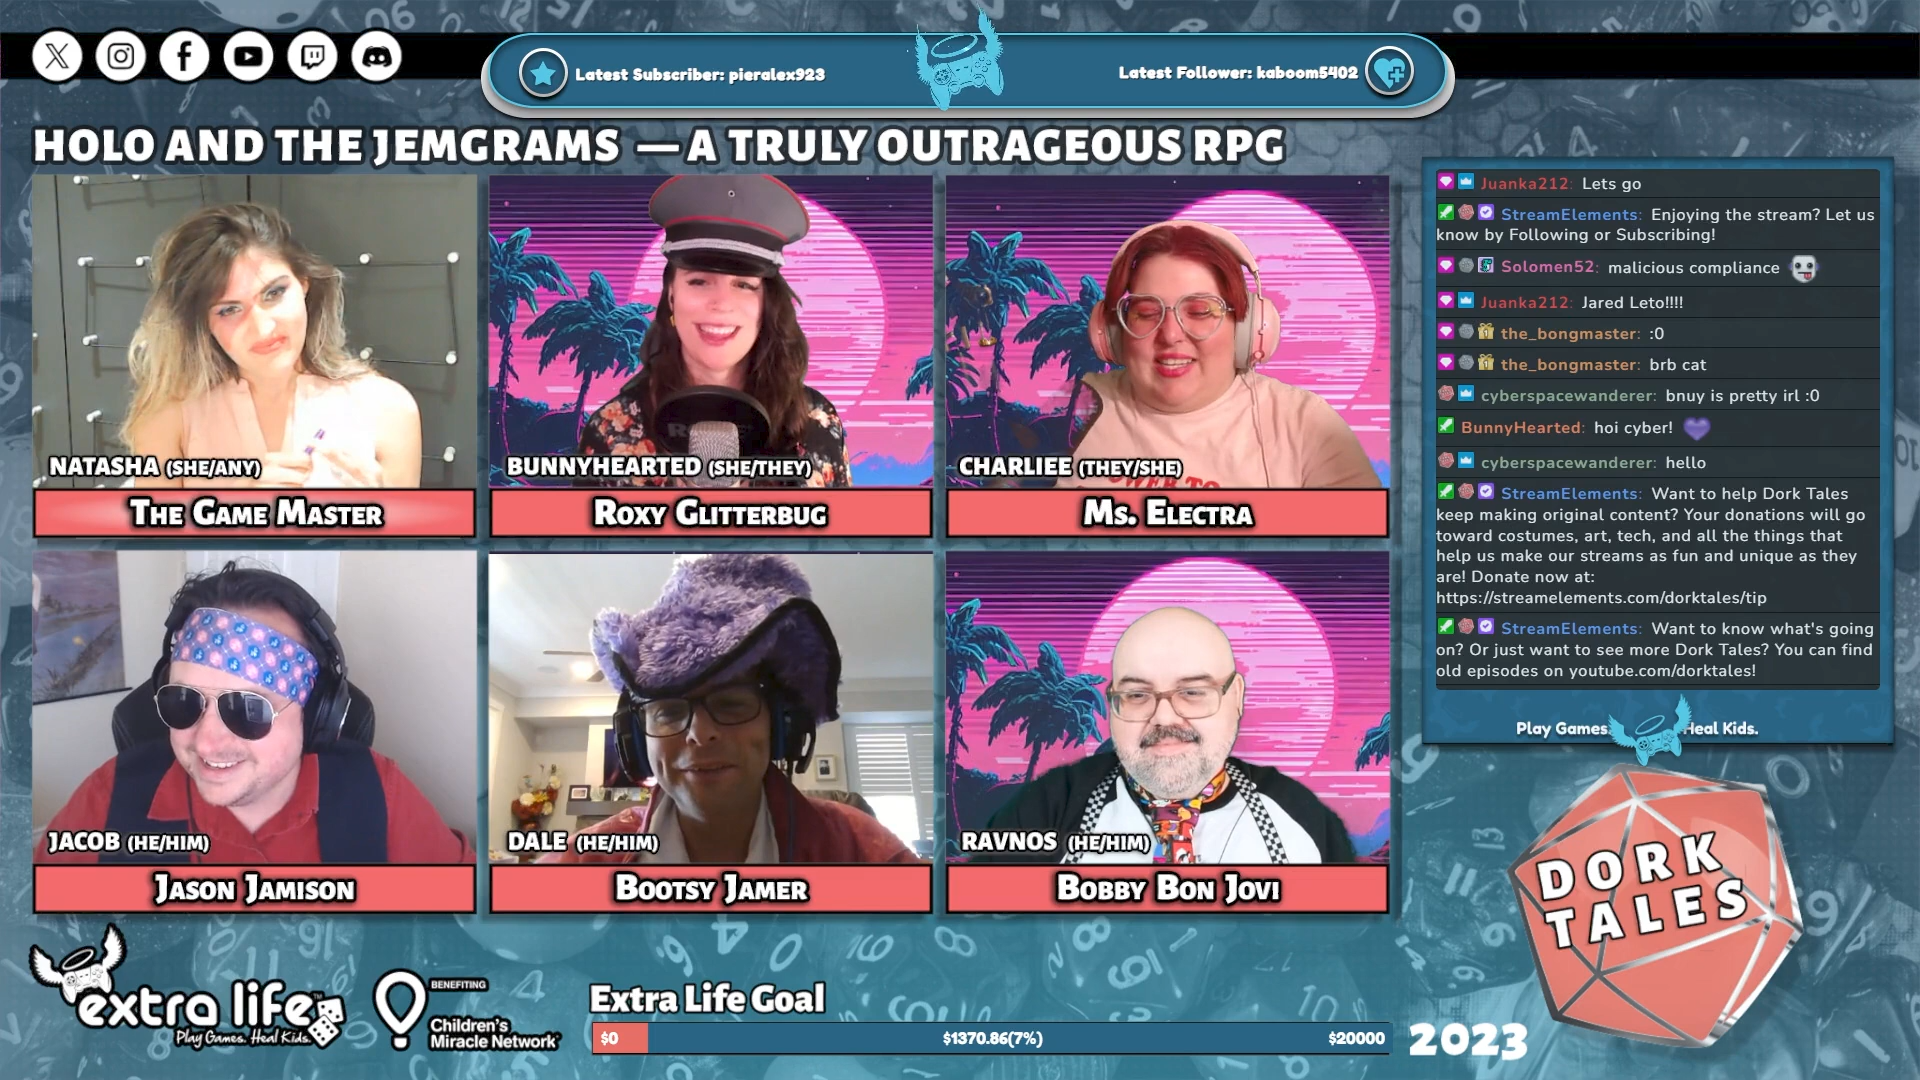 Latest Subscriber: pieralex923
Latest Follower: kaboom5402
HOLO AND THE JEMGRAMS — A TRULY OUTRAGEOUS RPG
NATASHA (SHE/ANY)
THE GAME MASTER
BUNNYHEARTED (SHE/THEY)
ROXY GLITTERBUG
CHARLIEE (THEY/SHE)
MS. ELECTRA
JACOB (HE/HIM)
JASON JAMISON
DALE (HE/HIM)
BOOTSY JAMER
RAVNOS (HE/HIM)
BOBBY BON JOVI
Juanka212: Lets go
StreamElements: Enjoying the stream? Let us
know by Following or Subscribing!
Solomen52: malicious compliance
Juanka212: Jared Leto!!!!
the_bongmaster: :0
the_bongmaster: brb cat
cyberspacewanderer: bnuy is pretty irl :0
BunnyHearted: hoi cyber!
cyberspacewanderer: hello
StreamElements: Want to help Dork Tales
keep making original content? Your donations will go
toward costumes, art, tech, and all the things that
help us make our streams as fun and unique as they
are! Donate now at:
https://streamelements.com/dorktales/tip
StreamElements: Want to know what's going
on? Or just want to see more Dork Tales? You can find
old episodes on youtube.com/dorktales!
Play Games. Heal Kids.
DORK
TALES
extra life
Play Games. Heal Kids.
BENEFITING
Children's
Miracle Network
Extra Life Goal
$0 $1370.86(7%) $20000
2023